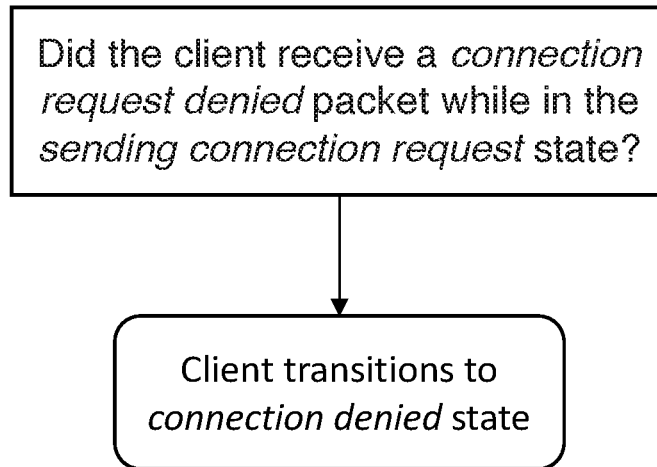 Did the client receive a connection
request denied packet while in the
sending connection request state?
Client transitions to
connection denied state